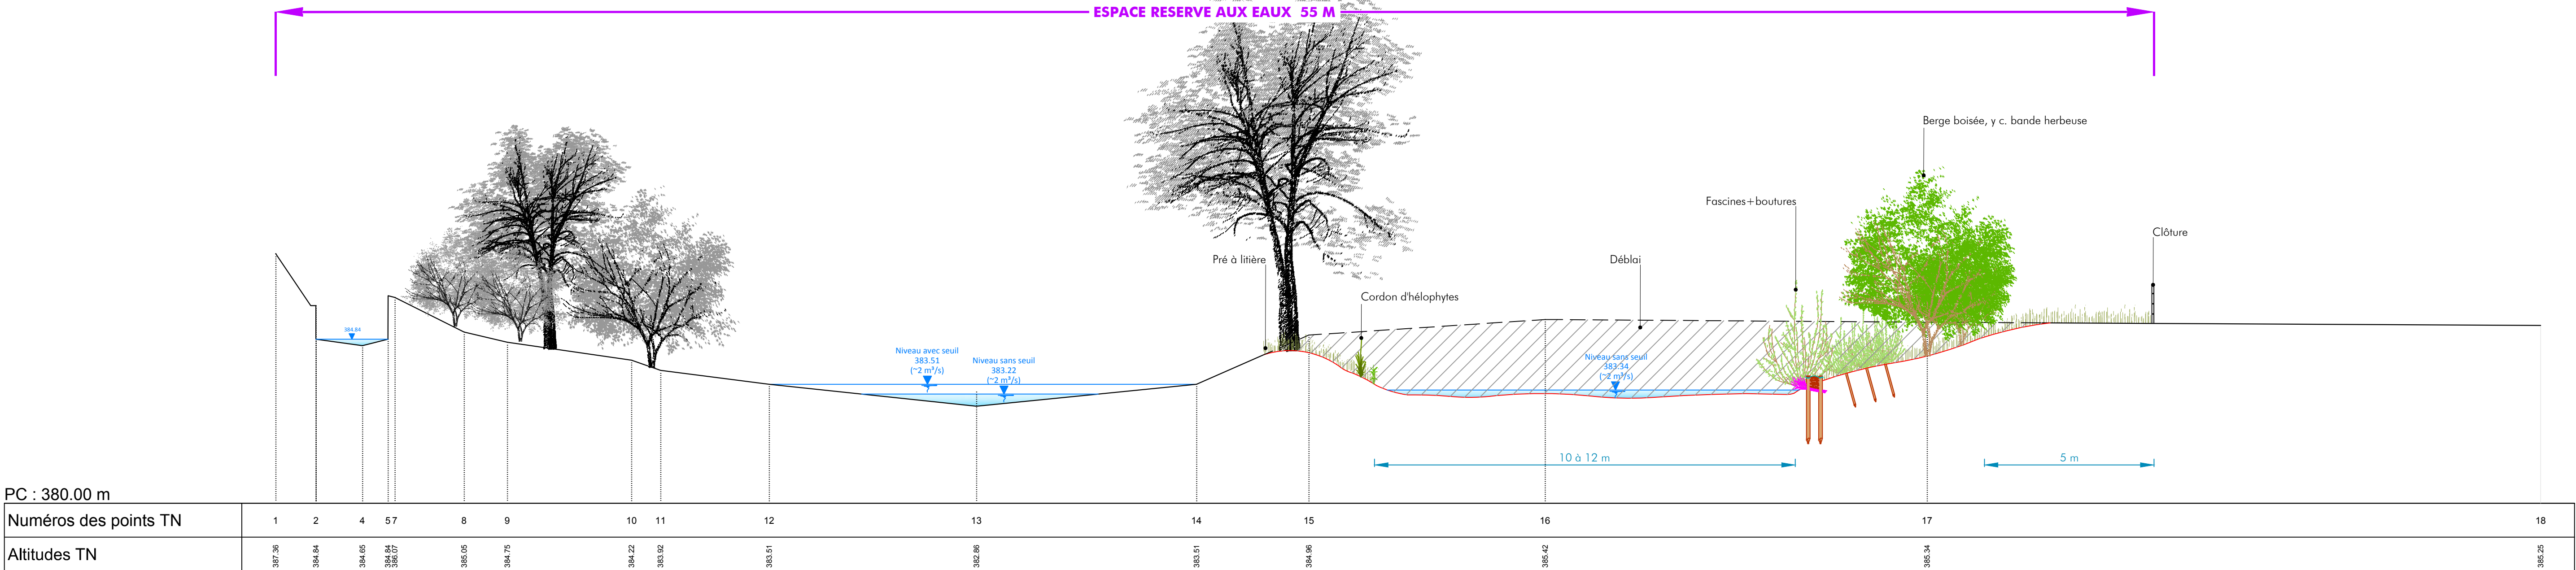 ESPACE RESERVE AUX EAUX 55 M
Berge boisée, y c. bande herbeuse
Fascines+boutures
Clôture
Pré à litière
Déblai
Cordon d'hélophytes
384.84
Niveau avec seuil
383.51
(~2 m³/s)
Niveau sans seuil
383.22
(~2 m³/s)
Niveau sans seuil
383.34
(~2 m³/s)
10 à 12 m
5 m
PC : 380.00 m
Numéros des points TN 1 2 4 5 7 8 9 10 11 12 13 14 15 16 17 18
Altitudes TN 387.36 384.84 384.65 384.84 386.07 385.05 384.75 384.22 383.92 383.51 382.86 383.51 384.96 385.42 385.34 385.25